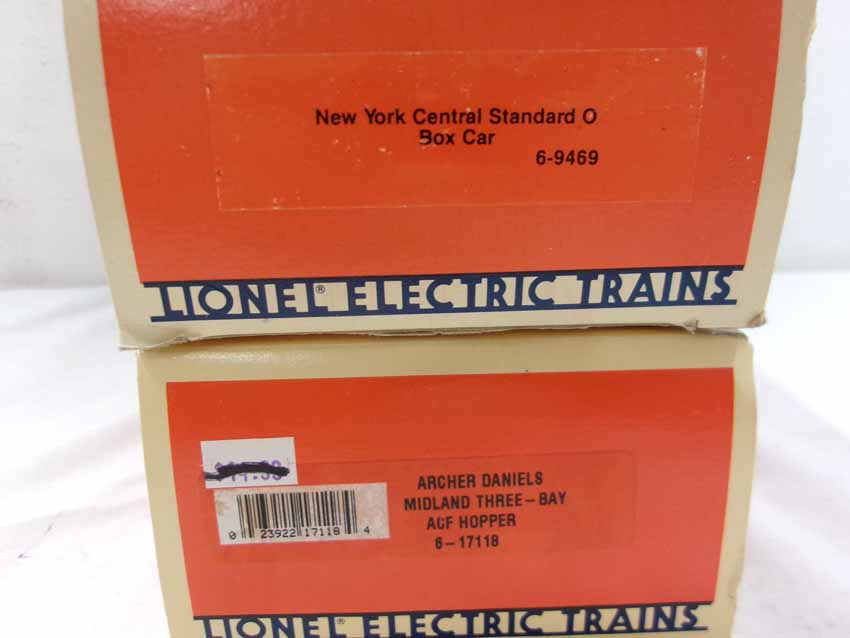 New York Central Standard O
Box Car
6-9469
LIONEL® ELECTRIC TRAINS
ARCHER DANIELS
MIDLAND THREE-BAY
ACF HOPPER
6-17118
0 23922 17118 4
LIONEL® ELECTRIC TRAINS